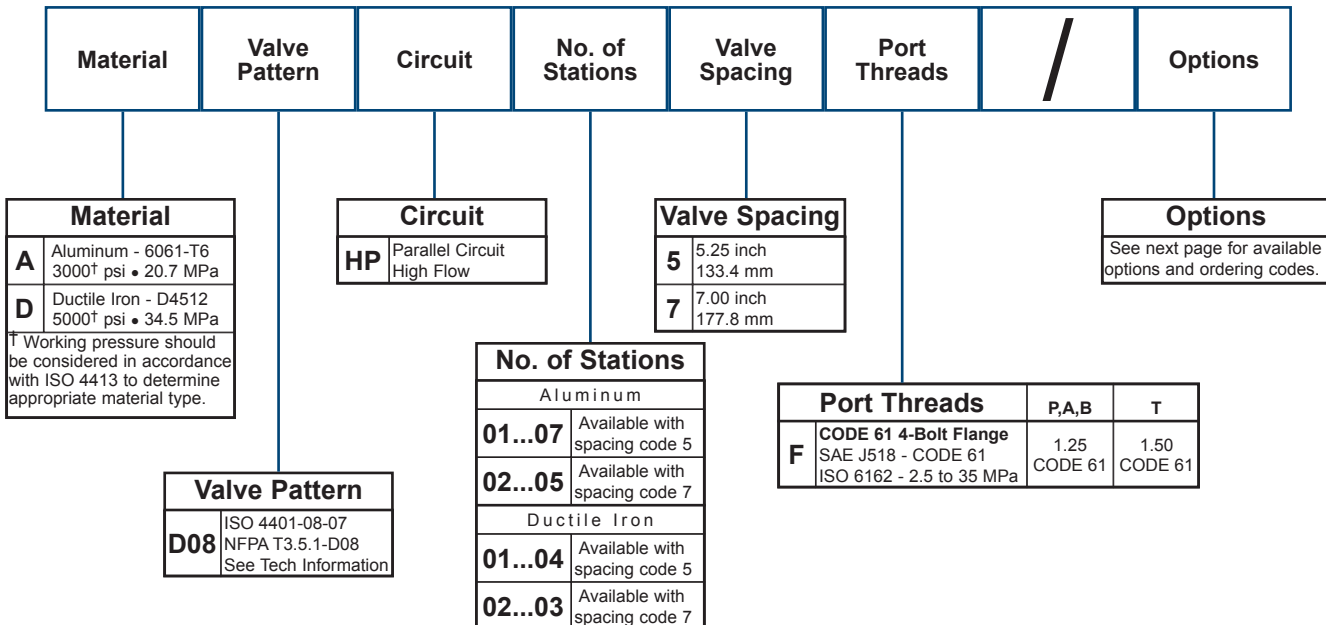 Material
Valve
Pattern
Circuit
No. of
Stations
Valve
Spacing
Port
Threads
/
Options
Material
A
Aluminum - 6061-T6
3000† psi • 20.7 MPa
D
Ductile Iron - D4512
5000† psi • 34.5 MPa
† Working pressure should
be considered in accordance
with ISO 4413 to determine
appropriate material type.
Valve Pattern
D08
ISO 4401-08-07
NFPA T3.5.1-D08
See Tech Information
Circuit
HP
Parallel Circuit
High Flow
No. of Stations
Aluminum
01...07
Available with
spacing code 5
02...05
Available with
spacing code 7
Ductile Iron
01...04
Available with
spacing code 5
02...03
Available with
spacing code 7
Valve Spacing
5
5.25 inch
133.4 mm
7
7.00 inch
177.8 mm
Port Threads
P,A,B
T
F
CODE 61 4-Bolt Flange
SAE J518 - CODE 61
ISO 6162 - 2.5 to 35 MPa
1.25
CODE 61
1.50
CODE 61
Options
See next page for available
options and ordering codes.